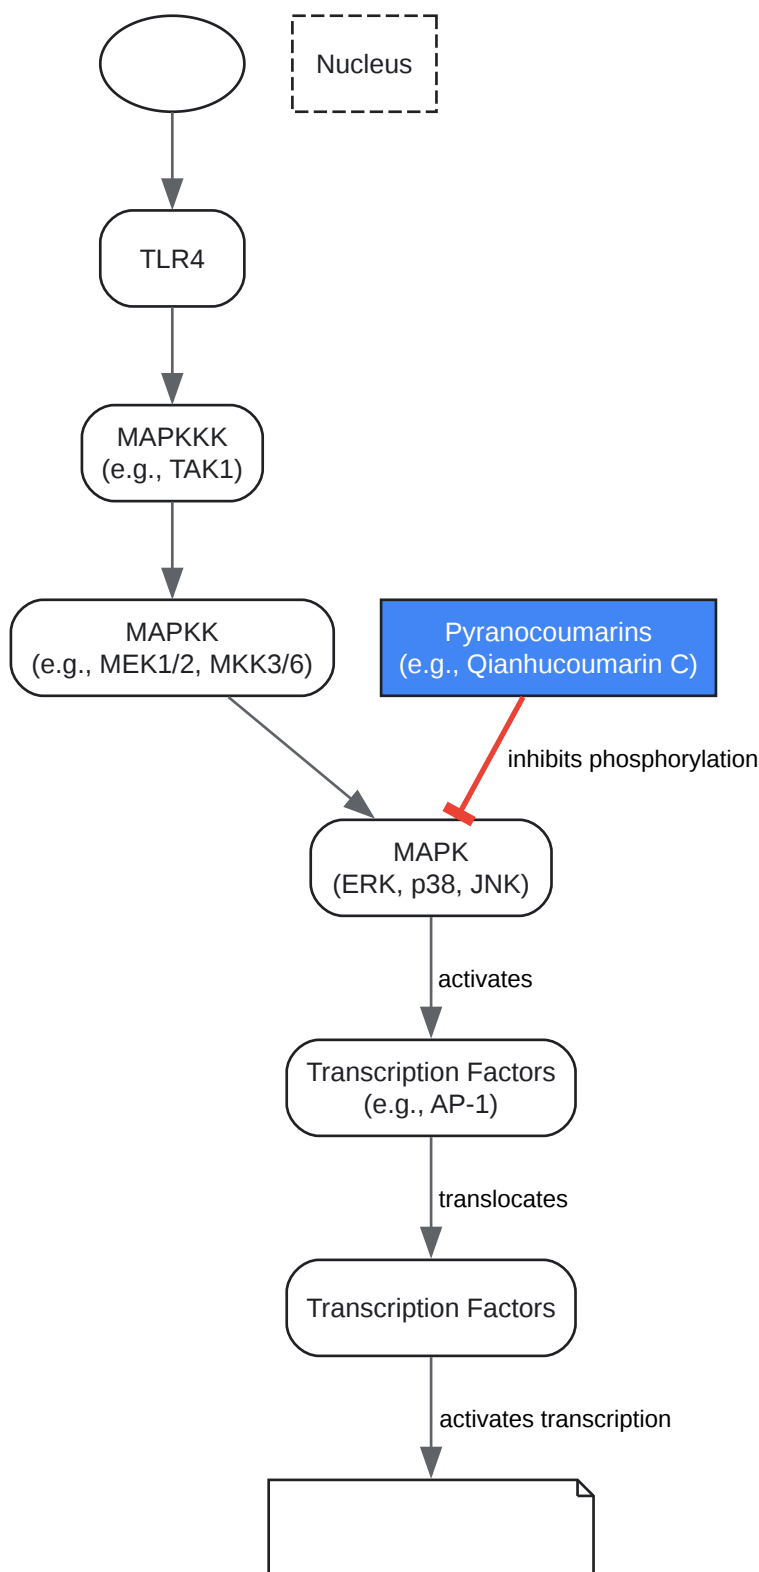 Nucleus
TLR4
MAPKKK
(e.g., TAK1)
MAPKK
(e.g., MEK1/2, MKK3/6)
Pyranocoumarins
(e.g., Qianhucoumarin C)
inhibits phosphorylation
MAPK
(ERK, p38, JNK)
activates
Transcription Factors
(e.g., AP-1)
translocates
Transcription Factors
activates transcription